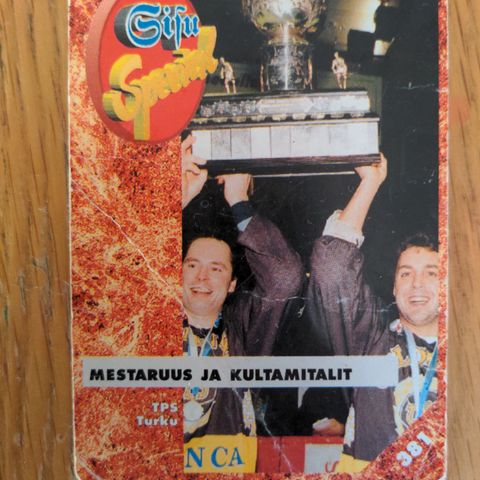 Sisu
Special
MESTARUUS JA KULTAMITALIT
TPS
Turku
N CA
381